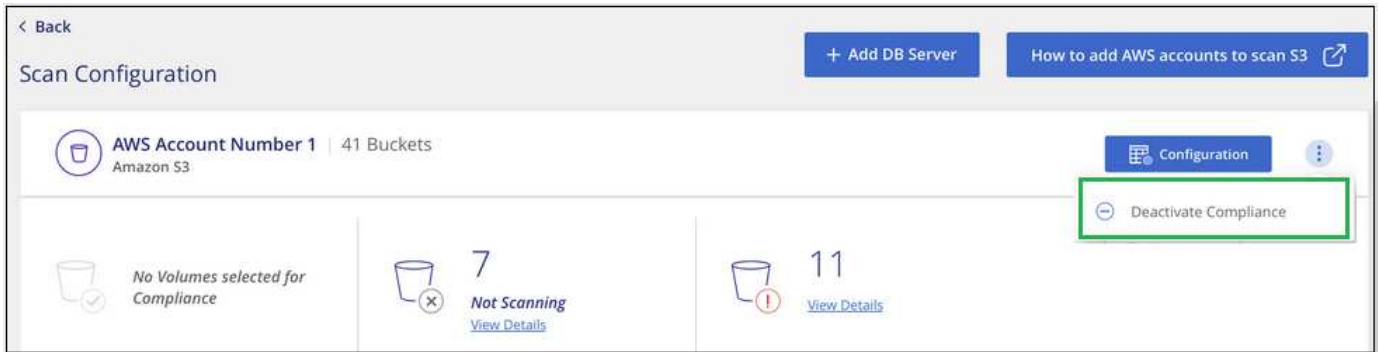 < Back
+ Add DB Server
How to add AWS accounts to scan S3
Scan Configuration
AWS Account Number 1 | 41 Buckets
Amazon S3
Configuration
Deactivate Compliance
No Volumes selected for
Compliance
7
Not Scanning
View Details
11
View Details